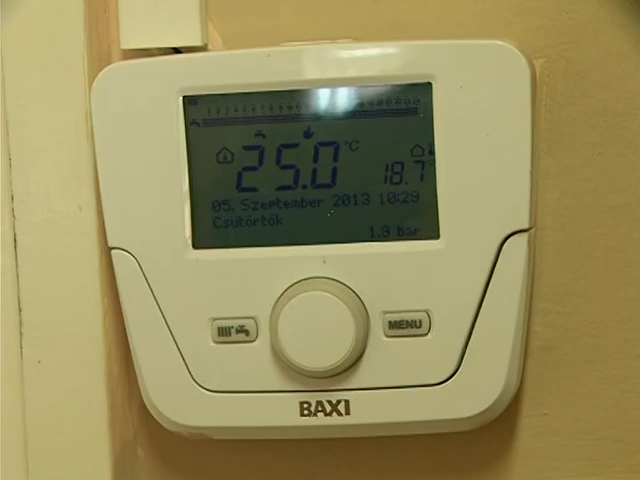 25.0 °C
18.7°
05. Szeptember 2013 10:29
Csütörtök
1.9 bar
MENU
BAXI